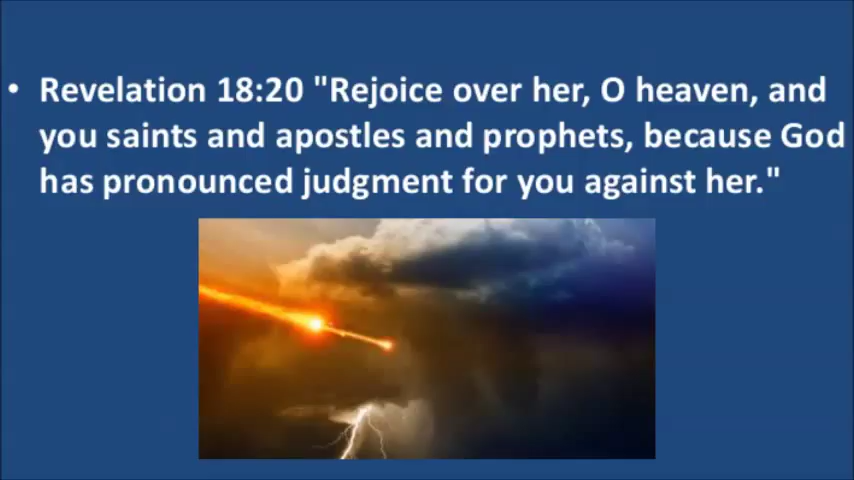 • Revelation 18:20 "Rejoice over her, O heaven, and
you saints and apostles and prophets, because God
has pronounced judgment for you against her."